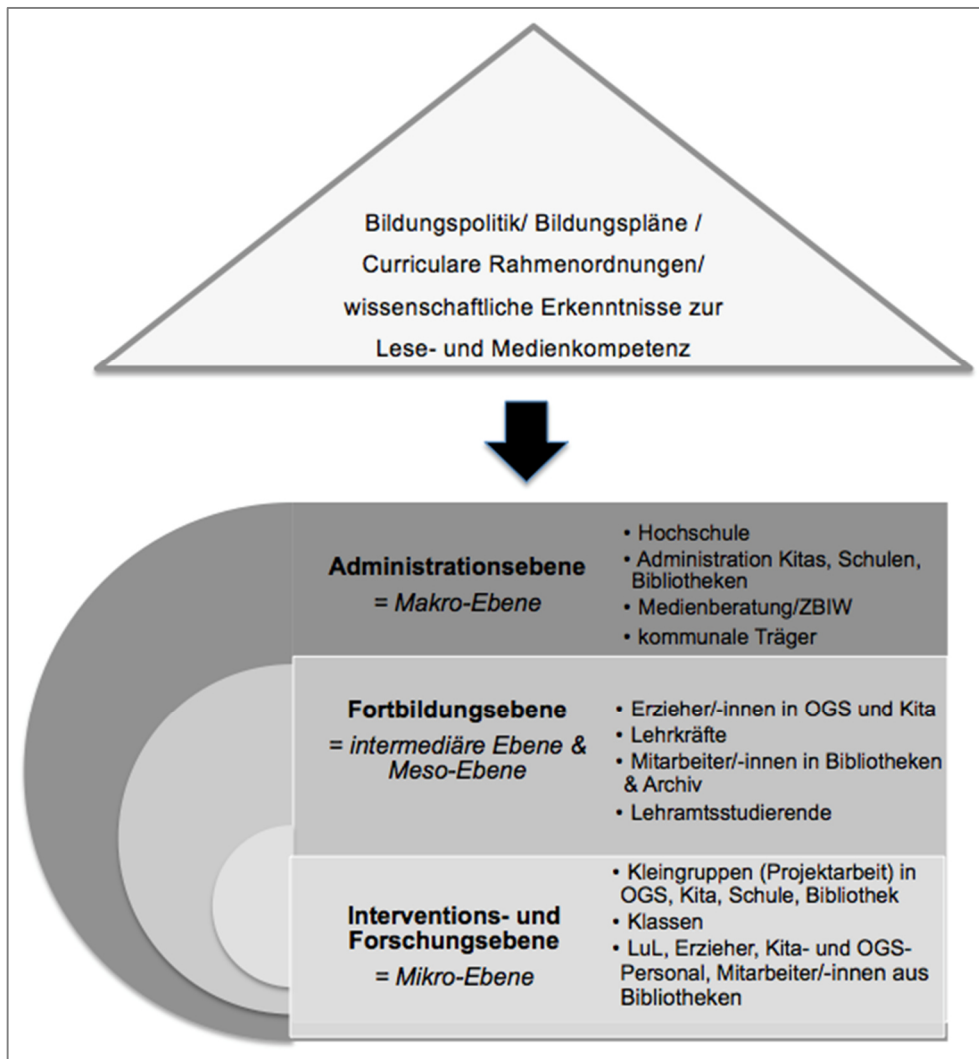 Bildungspolitik/ Bildungspläne /
Curriculare Rahmenordnungen/
wissenschaftliche Erkenntnisse zur
Lese- und Medienkompetenz
Administrationsebene
= Makro-Ebene
• Hochschule
• Administration Kitas, Schulen,
Bibliotheken
• Medienberatung/ZBIW
• kommunale Träger
Fortbildungsebene
= intermediäre Ebene &
Meso-Ebene
• Erzieher/-innen in OGS und Kita
• Lehrkräfte
• Mitarbeiter/-innen in Bibliotheken
& Archiv
• Lehramtsstudierende
Interventions- und
Forschungsebene
= Mikro-Ebene
• Kleingruppen (Projektarbeit) in
OGS, Kita, Schule, Bibliothek
• Klassen
• LuL, Erzieher, Kita- und OGS-
Personal, Mitarbeiter/-innen aus
Bibliotheken